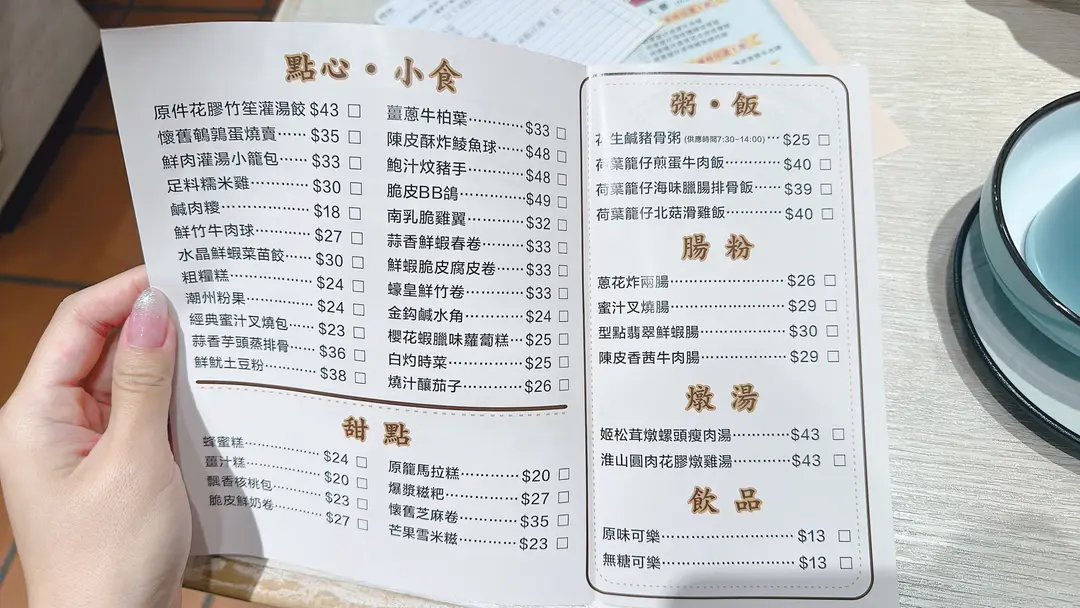 點心·小食
原件花膠竹笙灌湯餃 $43 □
懷舊鵪鶉蛋燒賣······ $35 □
鮮肉灌湯小籠包······ $33 □
足料糯米雞············ $30 □
鹹肉糉··················· $18 □
鮮竹牛肉球············ $27 □
水晶鮮蝦菜苗餃······ $30 □
粗糧糕·················· $24 □
潮州粉果··············· $24 □
經典蜜汁叉燒包······ $23 □
蒜香芋頭蒸排骨······ $36 □
鮮魷土豆粉············ $38 □
薑蔥牛柏葉············ $33 □
陳皮酥炸鯪魚球······ $48 □
鮑汁炆豬手············ $48 □
脆皮BB鴿·············· $49 □
南乳脆雞翼············ $32 □
蒜香鮮蝦春卷········· $33 □
鮮蝦脆皮腐皮卷······ $33 □
蠔皇鮮竹卷············ $33 □
金鈎鹹水角············ $24 □
櫻花蝦臘味蘿蔔糕··· $25 □
白灼時菜··············· $25 □
燒汁釀茄子············ $26 □
甜點
蜂蜜糕·················· $24 □
薑汁糕·················· $20 □
飄香核桃包············ $23 □
脆皮鮮奶卷············ $27 □
原籠馬拉糕············ $20 □
爆漿糍粑··············· $27 □
懷舊芝麻卷············ $35 □
芒果雪米糍············ $23 □
粥·飯
花生鹹豬骨粥 (供應時間7:30-14:00)··· $25 □
荷葉籠仔煎蛋牛肉飯········· $40 □
荷葉籠仔海味臘腸排骨飯······ $39 □
荷葉籠仔北菇滑雞飯········· $40 □
腸粉
蔥花炸兩腸·················· $26 □
蜜汁叉燒腸·················· $29 □
型點翡翠鮮蝦腸············ $30 □
陳皮香茜牛肉腸············ $29 □
燉湯
姬松茸燉螺頭瘦肉湯········· $43 □
淮山圓肉花膠燉雞湯········· $43 □
飲品
原味可樂····················· $13 □
無糖可樂····················· $13 □